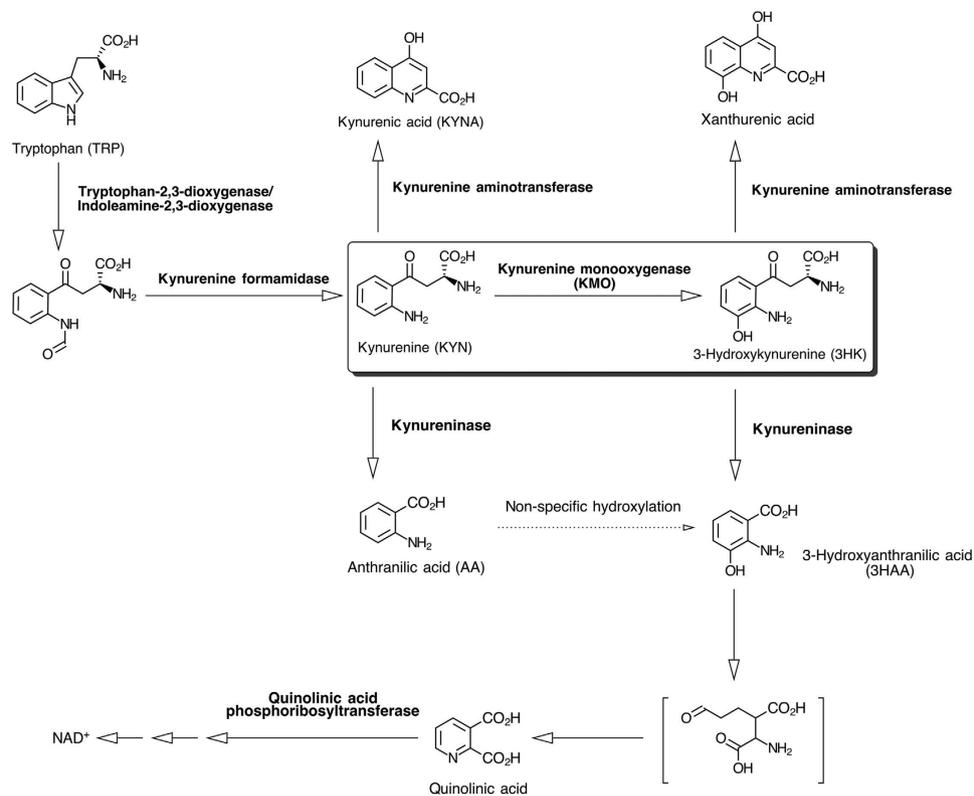 CO₂H
NH₂
N
H
Tryptophan (TRP)
OH
N
CO₂H
Kynurenic acid (KYNA)
OH
N
CO₂H
OH
Xanthurenic acid
Tryptophan-2,3-dioxygenase/
Indoleamine-2,3-dioxygenase
Kynurenine aminotransferase
Kynurenine aminotransferase
O
CO₂H
NH₂
NH
O
Kynurenine formamidase
O
CO₂H
NH₂
NH₂
Kynurenine (KYN)
Kynurenine monooxygenase
(KMO)
O
CO₂H
NH₂
NH₂
OH
3-Hydroxykynurenine (3HK)
Kynureninase
Kynureninase
CO₂H
NH₂
Anthranilic acid (AA)
Non-specific hydroxylation
CO₂H
NH₂
OH
3-Hydroxyanthranilic acid
(3HAA)
NAD⁺
Quinolinic acid
phosphoribosyltransferase
CO₂H
N
CO₂H
Quinolinic acid
O
CO₂H
O
NH₂
OH